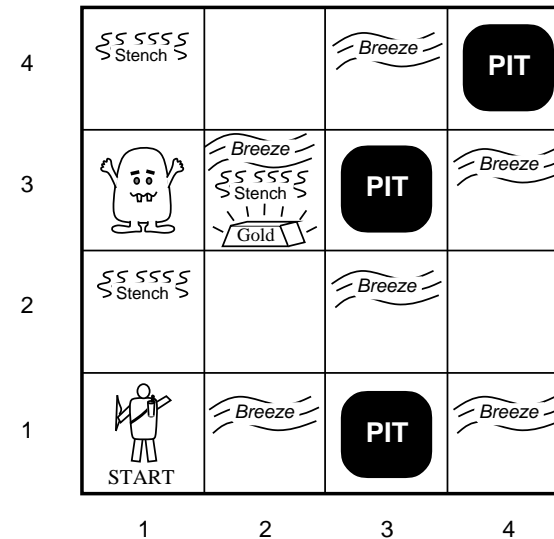 4
Stench
Breeze
PIT
3
Breeze
Stench
Gold
PIT
Breeze
2
Stench
Breeze
1
START
Breeze
PIT
Breeze
1 2 3 4